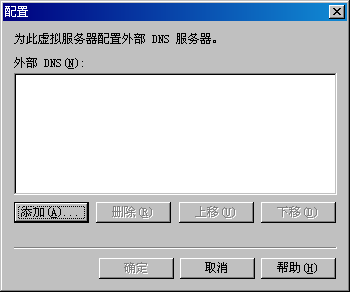 配置
为此虚拟服务器配置外部 DNS 服务器。
外部 DNS(N):
添加(A)... 删除(R) 上移(U) 下移(D)
确定 取消 帮助(H)